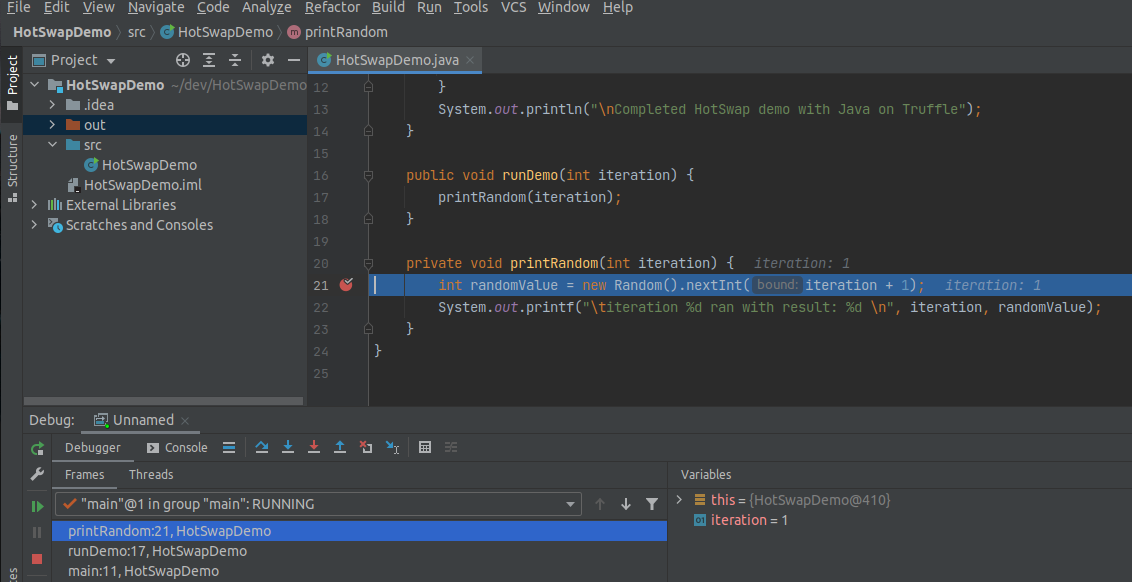 File Edit View Navigate Code Analyze Refactor Build Run Tools VCS Window Help
HotSwapDemo src HotSwapDemo m printRandom
Project
Structure
Project
HotSwapDemo ~/dev/HotSwapDemo
.idea
out
src
HotSwapDemo
HotSwapDemo.iml
External Libraries
Scratches and Consoles
HotSwapDemo.java
12 }
13 System.out.println("\nCompleted HotSwap demo with Java on Truffle");
14 }
15
16 public void runDemo(int iteration) {
17 printRandom(iteration);
18 }
19
20 private void printRandom(int iteration) { iteration: 1
21 int randomValue = new Random().nextInt( bound: iteration + 1); iteration: 1
22 System.out.printf("\titeration %d ran with result: %d \n", iteration, randomValue);
23 }
24 }
25
Debug: Unnamed
Debugger Console
Frames Threads
"main"@1 in group "main": RUNNING
printRandom:21, HotSwapDemo
runDemo:17, HotSwapDemo
main:11, HotSwapDemo
Variables
this = {HotSwapDemo@410}
01 iteration = 1